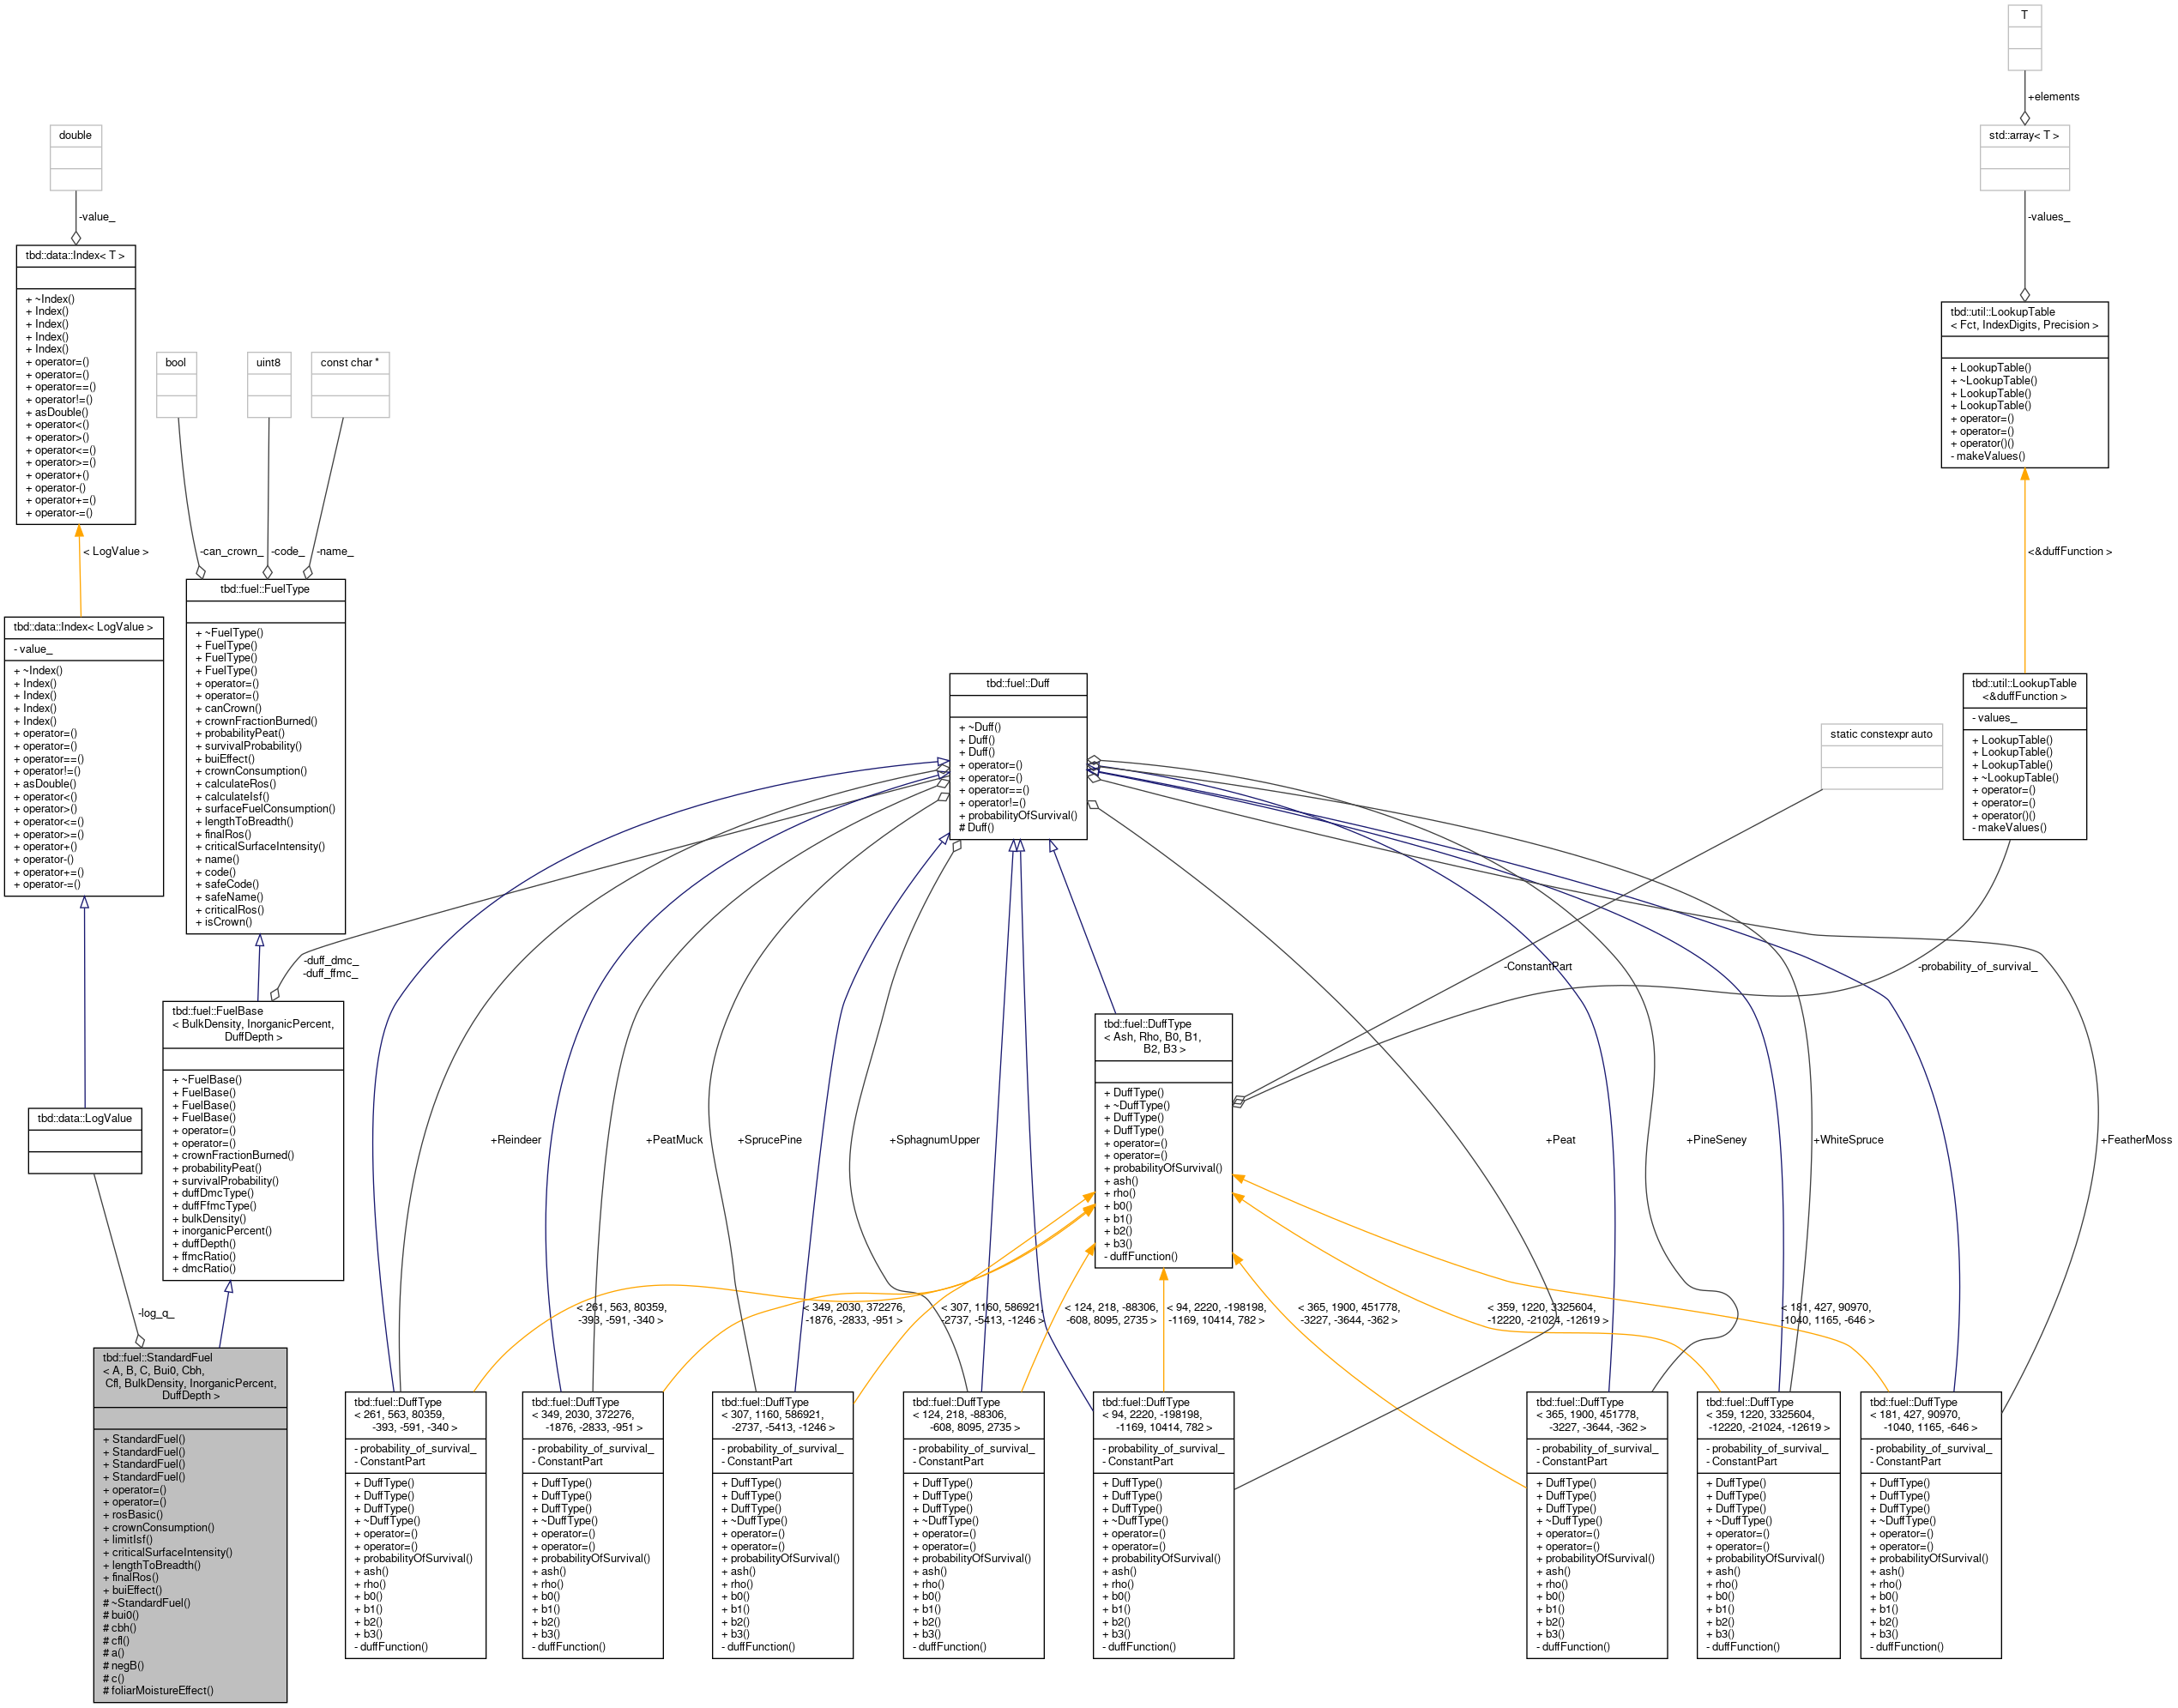 T
+elements
double
std::array< T >
-value_
-values_
tbd::data::Index< T >
+ ~Index()
+ Index()
+ Index()
+ Index()
+ Index()
+ operator=()
+ operator=()
+ operator==()
+ operator!=()
+ asDouble()
+ operator<()
+ operator>()
+ operator<=()
+ operator>=()
+ operator+()
+ operator-()
+ operator+=()
+ operator-=()
tbd::util::LookupTable
< Fct, IndexDigits, Precision >
+ LookupTable()
+ ~LookupTable()
+ LookupTable()
+ LookupTable()
+ operator=()
+ operator=()
+ operator()()
- makeValues()
bool
uint8
const char *
< LogValue >
-can_crown_
-code_
-name_
<&duffFunction >
tbd::data::Index< LogValue >
- value_
+ ~Index()
+ Index()
+ Index()
+ Index()
+ Index()
+ operator=()
+ operator=()
+ operator==()
+ operator!=()
+ asDouble()
+ operator<()
+ operator>()
+ operator<=()
+ operator>=()
+ operator+()
+ operator-()
+ operator+=()
+ operator-=()
tbd::fuel::FuelType
+ ~FuelType()
+ FuelType()
+ FuelType()
+ FuelType()
+ operator=()
+ operator=()
+ canCrown()
+ crownFractionBurned()
+ probabilityPeat()
+ survivalProbability()
+ buiEffect()
+ crownConsumption()
+ calculateRos()
+ calculateIsf()
+ surfaceFuelConsumption()
+ lengthToBreadth()
+ finalRos()
+ criticalSurfaceIntensity()
+ name()
+ code()
+ safeCode()
+ safeName()
+ criticalRos()
+ isCrown()
tbd::fuel::Duff
+ ~Duff()
+ Duff()
+ Duff()
+ operator=()
+ operator=()
+ operator==()
+ operator!=()
+ probabilityOfSurvival()
# Duff()
static constexpr auto
tbd::util::LookupTable
<&duffFunction >
- values_
+ LookupTable()
+ LookupTable()
+ LookupTable()
+ ~LookupTable()
+ operator=()
+ operator=()
+ operator()()
- makeValues()
-duff_dmc_
-duff_ffmc_
-ConstantPart
-probability_of_survival_
tbd::fuel::FuelBase
< BulkDensity, InorganicPercent,
DuffDepth >
+ ~FuelBase()
+ FuelBase()
+ FuelBase()
+ FuelBase()
+ operator=()
+ operator=()
+ crownFractionBurned()
+ probabilityPeat()
+ survivalProbability()
+ duffDmcType()
+ duffFfmcType()
+ bulkDensity()
+ inorganicPercent()
+ duffDepth()
+ ffmcRatio()
+ dmcRatio()
tbd::fuel::DuffType
< Ash, Rho, B0, B1,
B2, B3 >
+ DuffType()
+ ~DuffType()
+ DuffType()
+ DuffType()
+ operator=()
+ operator=()
+ probabilityOfSurvival()
+ ash()
+ rho()
+ b0()
+ b1()
+ b2()
+ b3()
- duffFunction()
tbd::data::LogValue
+Reindeer
+PeatMuck
+SprucePine
+SphagnumUpper
+Peat
+PineSeney
+WhiteSpruce
+FeatherMoss
-log_q_
< 261, 563, 80359,
-393, -591, -340 >
< 349, 2030, 372276,
-1876, -2833, -951 >
< 307, 1160, 586921,
-2737, -5413, -1246 >
< 124, 218, -88306,
-608, 8095, 2735 >
< 94, 2220, -198198,
-1169, 10414, 782 >
< 365, 1900, 451778,
-3227, -3644, -362 >
< 359, 1220, 3325604,
-12220, -21024, -12619 >
< 181, 427, 90970,
-1040, 1165, -646 >
tbd::fuel::StandardFuel
< A, B, C, Bui0, Cbh,
Cfl, BulkDensity, InorganicPercent,
DuffDepth >
+ StandardFuel()
+ StandardFuel()
+ StandardFuel()
+ StandardFuel()
+ operator=()
+ operator=()
+ rosBasic()
+ crownConsumption()
+ limitIsf()
+ criticalSurfaceIntensity()
+ lengthToBreadth()
+ finalRos()
+ buiEffect()
# ~StandardFuel()
# bui0()
# cbh()
# cfl()
# a()
# negB()
# c()
# foliarMoistureEffect()
tbd::fuel::DuffType
< 261, 563, 80359,
-393, -591, -340 >
- probability_of_survival_
- ConstantPart
+ DuffType()
+ DuffType()
+ DuffType()
+ ~DuffType()
+ operator=()
+ operator=()
+ probabilityOfSurvival()
+ ash()
+ rho()
+ b0()
+ b1()
+ b2()
+ b3()
- duffFunction()
tbd::fuel::DuffType
< 349, 2030, 372276,
-1876, -2833, -951 >
- probability_of_survival_
- ConstantPart
+ DuffType()
+ DuffType()
+ DuffType()
+ ~DuffType()
+ operator=()
+ operator=()
+ probabilityOfSurvival()
+ ash()
+ rho()
+ b0()
+ b1()
+ b2()
+ b3()
- duffFunction()
tbd::fuel::DuffType
< 307, 1160, 586921,
-2737, -5413, -1246 >
- probability_of_survival_
- ConstantPart
+ DuffType()
+ DuffType()
+ DuffType()
+ ~DuffType()
+ operator=()
+ operator=()
+ probabilityOfSurvival()
+ ash()
+ rho()
+ b0()
+ b1()
+ b2()
+ b3()
- duffFunction()
tbd::fuel::DuffType
< 124, 218, -88306,
-608, 8095, 2735 >
- probability_of_survival_
- ConstantPart
+ DuffType()
+ DuffType()
+ DuffType()
+ ~DuffType()
+ operator=()
+ operator=()
+ probabilityOfSurvival()
+ ash()
+ rho()
+ b0()
+ b1()
+ b2()
+ b3()
- duffFunction()
tbd::fuel::DuffType
< 94, 2220, -198198,
-1169, 10414, 782 >
- probability_of_survival_
- ConstantPart
+ DuffType()
+ DuffType()
+ DuffType()
+ ~DuffType()
+ operator=()
+ operator=()
+ probabilityOfSurvival()
+ ash()
+ rho()
+ b0()
+ b1()
+ b2()
+ b3()
- duffFunction()
tbd::fuel::DuffType
< 365, 1900, 451778,
-3227, -3644, -362 >
- probability_of_survival_
- ConstantPart
+ DuffType()
+ DuffType()
+ DuffType()
+ ~DuffType()
+ operator=()
+ operator=()
+ probabilityOfSurvival()
+ ash()
+ rho()
+ b0()
+ b1()
+ b2()
+ b3()
- duffFunction()
tbd::fuel::DuffType
< 359, 1220, 3325604,
-12220, -21024, -12619 >
- probability_of_survival_
- ConstantPart
+ DuffType()
+ DuffType()
+ DuffType()
+ ~DuffType()
+ operator=()
+ operator=()
+ probabilityOfSurvival()
+ ash()
+ rho()
+ b0()
+ b1()
+ b2()
+ b3()
- duffFunction()
tbd::fuel::DuffType
< 181, 427, 90970,
-1040, 1165, -646 >
- probability_of_survival_
- ConstantPart
+ DuffType()
+ DuffType()
+ DuffType()
+ ~DuffType()
+ operator=()
+ operator=()
+ probabilityOfSurvival()
+ ash()
+ rho()
+ b0()
+ b1()
+ b2()
+ b3()
- duffFunction()